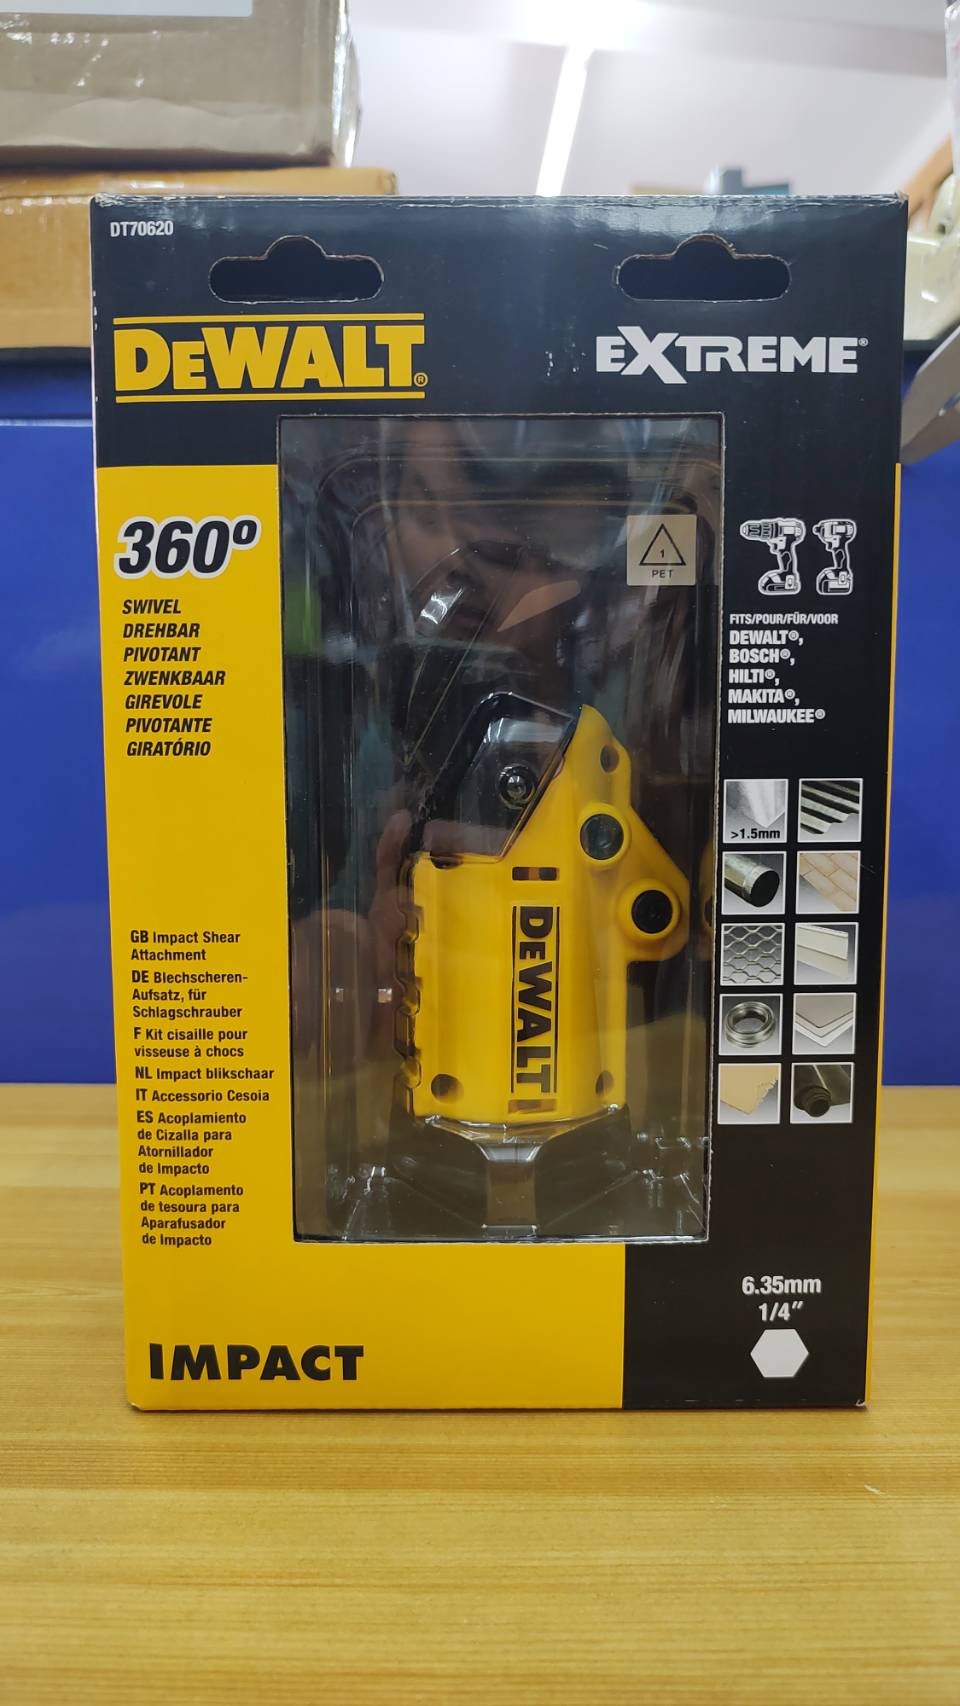 DT70620
DEWALT®
EXTREME®
360º
SWIVEL
DREHBAR
PIVOTANT
ZWENKBAAR
GIREVOLE
PIVOTANTE
GIRATÓRIO
1
PET
FITS/POUR/FÜR/VOOR
DEWALT®,
BOSCH®,
HILTI®,
MAKITA®,
MILWAUKEE®
>1.5mm
DEWALT
GB Impact Shear
Attachment
DE Blechscheren-
Aufsatz, für
Schlagschrauber
F Kit cisaille pour
visseuse à chocs
NL Impact blikschaar
IT Accessorio Cesoia
ES Acoplamiento
de Cizalla para
Atornillador
de Impacto
PT Acoplamento
de tesoura para
Aparafusador
de Impacto
6.35mm
1/4″
IMPACT